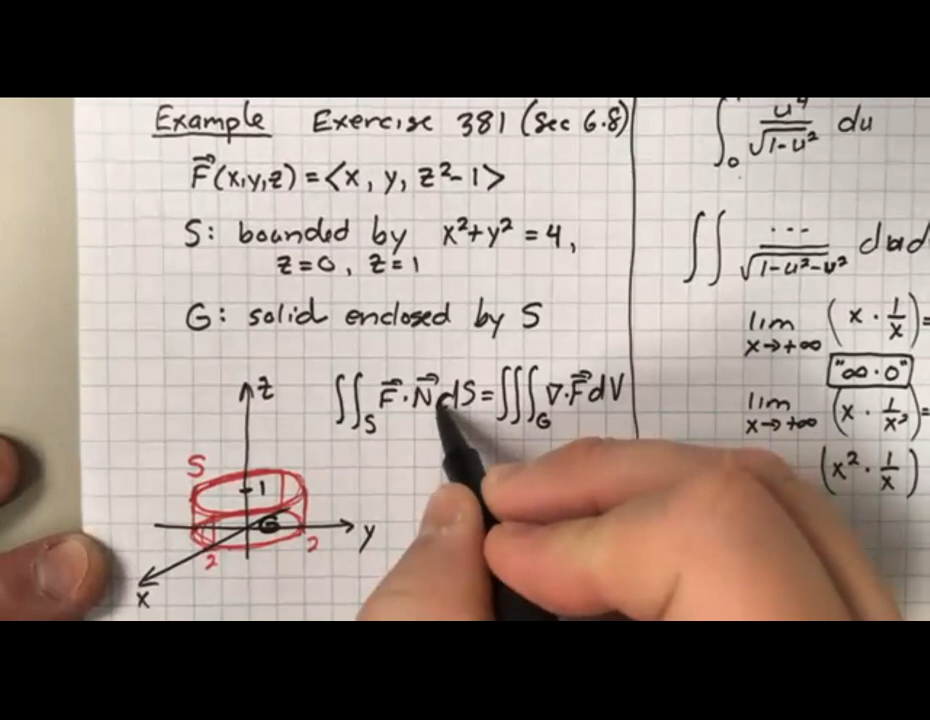 Example Exercise 381 (Sec 6.8)
F⃗(x,y,z) = <x, y, z²-1>
S: bounded by x²+y² = 4,
z=0, z=1
G: solid enclosed by S
∬_S F⃗·N⃗ dS = ∭_G ∇·F⃗ dV
z
S
1
G
y
2
2
x
∫₀ u⁴/√(1-u²) du
∬ .../√(1-u²-v²) dud
lim x→+∞ (x · 1/x) =
"∞·0"
lim x→+∞ (x · 1/x²) =
(x² · 1/x)